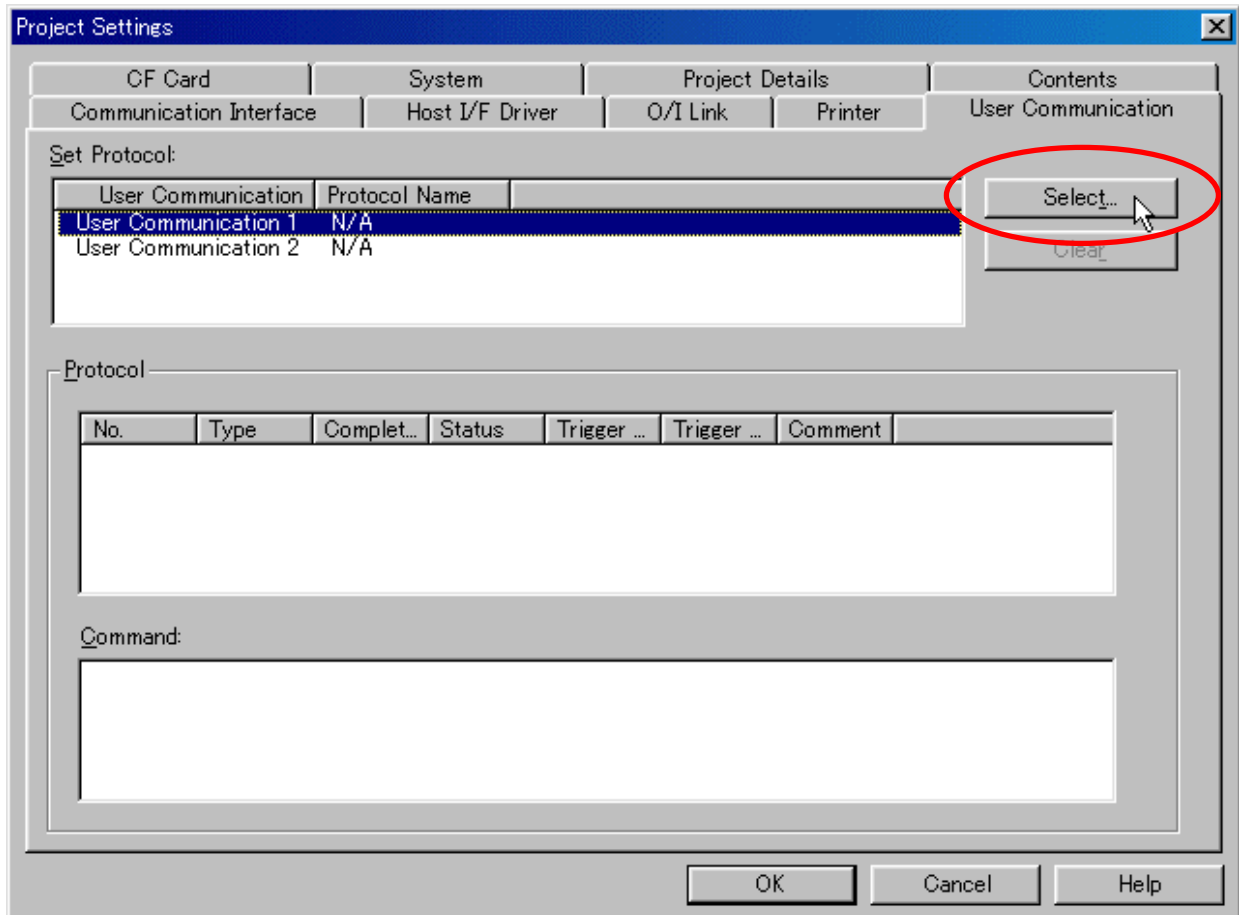 Project Settings
CF Card System Project Details Contents
Communication Interface Host I/F Driver O/I Link Printer User Communication
Set Protocol:
User Communication Protocol Name
Select...
User Communication 1 N/A
User Communication 2 N/A
Clear
Protocol
No. Type Complet... Status Trigger ... Trigger ... Comment
Command:
OK Cancel Help